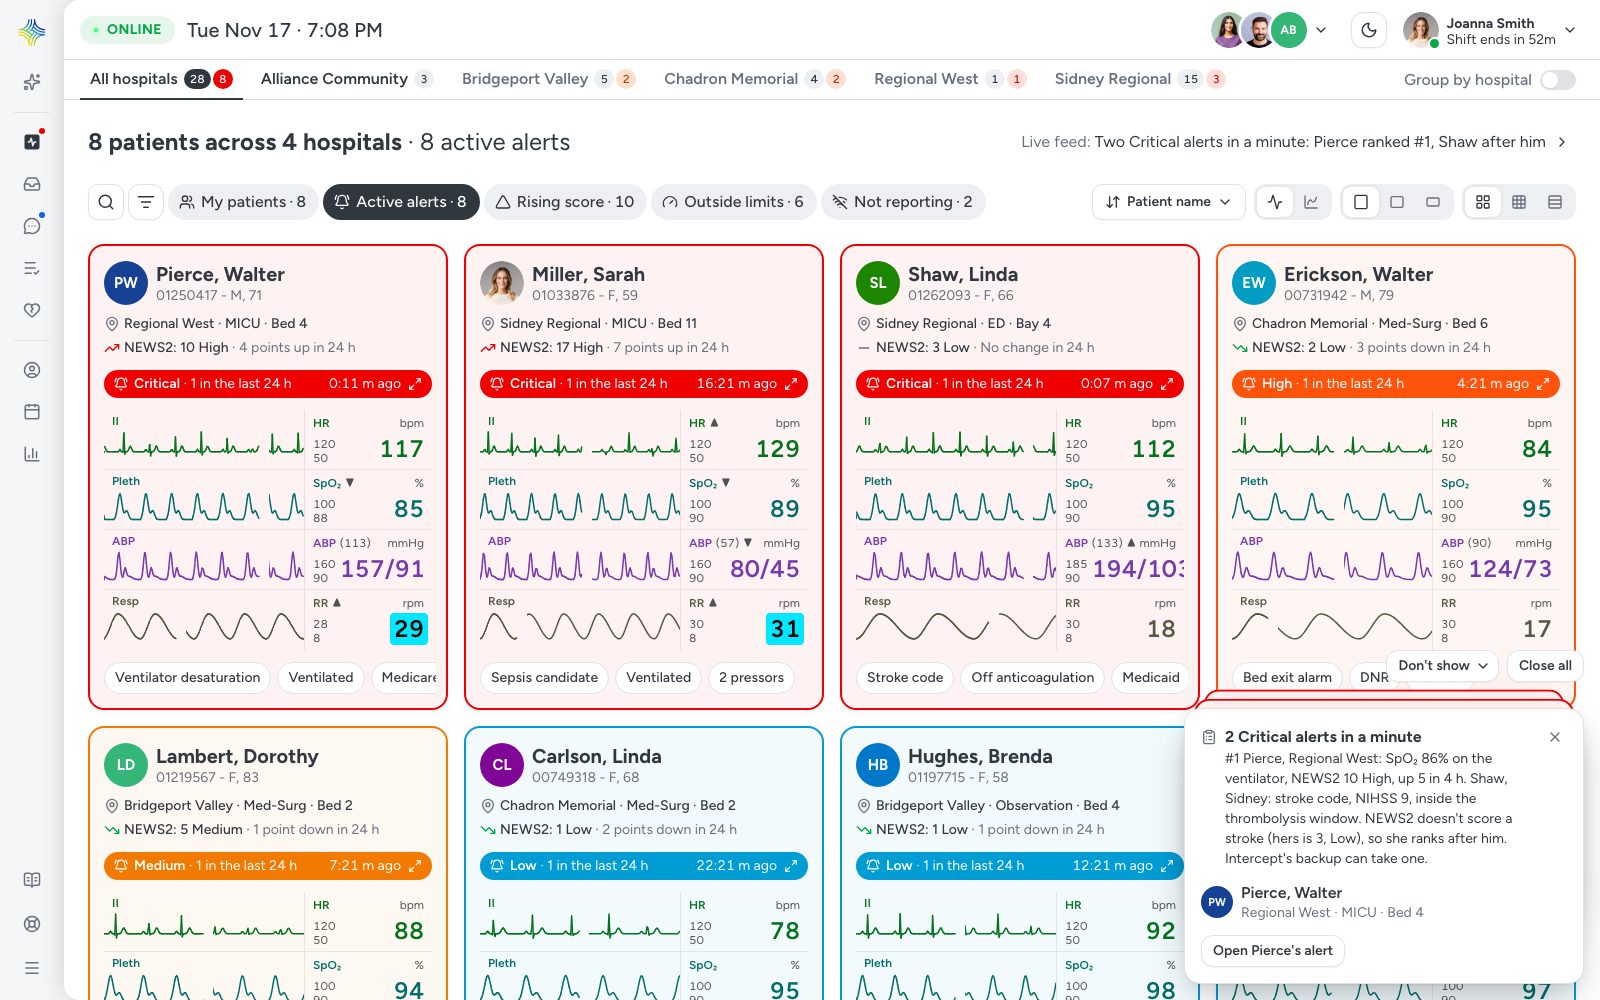 ONLINE Tue Nov 17 · 7:08 PM
AB
Joanna Smith
Shift ends in 52m
All hospitals 28 8 Alliance Community 3 Bridgeport Valley 5 2 Chadron Memorial 4 2 Regional West 1 1 Sidney Regional 15 3 Group by hospital
8 patients across 4 hospitals · 8 active alerts
Live feed: Two Critical alerts in a minute: Pierce ranked #1, Shaw after him
My patients · 8 Active alerts · 8 Rising score · 10 Outside limits · 6 Not reporting · 2 Patient name
PW
Pierce, Walter
01250417 - M, 71
Regional West · MICU · Bed 4
NEWS2: 10 High · 4 points up in 24 h
Critical · 1 in the last 24 h 0:11 m ago
II HR bpm
120
50
117
Pleth SpO₂ ▼ %
100
88
85
ABP ABP (113) mmHg
160
90
157/91
Resp RR ▲ rpm
28
8
29
Ventilator desaturation Ventilated Medicare
Miller, Sarah
01033876 - F, 59
Sidney Regional · MICU · Bed 11
NEWS2: 17 High · 7 points up in 24 h
Critical · 1 in the last 24 h 16:21 m ago
II HR ▲ bpm
120
50
129
Pleth SpO₂ ▼ %
100
90
89
ABP ABP (57) ▼ mmHg
160
90
80/45
Resp RR ▲ rpm
30
8
31
Sepsis candidate Ventilated 2 pressors
SL
Shaw, Linda
01262093 - F, 66
Sidney Regional · ED · Bay 4
NEWS2: 3 Low · No change in 24 h
Critical · 1 in the last 24 h 0:07 m ago
II HR bpm
120
50
112
Pleth SpO₂ %
100
90
95
ABP ABP (133) ▲ mmHg
185
90
194/103
Resp RR rpm
30
8
18
Stroke code Off anticoagulation Medicaid
EW
Erickson, Walter
00731942 - M, 79
Chadron Memorial · Med-Surg · Bed 6
NEWS2: 2 Low · 3 points down in 24 h
High · 1 in the last 24 h 4:21 m ago
II HR bpm
120
50
84
Pleth SpO₂ %
100
90
95
ABP ABP (90) mmHg
160
90
124/73
Resp RR rpm
30
8
17
Bed exit alarm DNR
Don't show Close all
LD
Lambert, Dorothy
01219567 - F, 83
Bridgeport Valley · Med-Surg · Bed 2
NEWS2: 5 Medium · 1 point down in 24 h
Medium · 1 in the last 24 h 7:21 m ago
II HR bpm
120
50
88
Pleth SpO₂ %
100
90
94
CL
Carlson, Linda
00749318 - F, 68
Chadron Memorial · Med-Surg · Bed 2
NEWS2: 1 Low · 2 points down in 24 h
Low · 1 in the last 24 h 22:21 m ago
II HR bpm
120
50
78
Pleth SpO₂ %
100
90
95
HB
Hughes, Brenda
01197715 - F, 58
Bridgeport Valley · Observation · Bed 4
NEWS2: 1 Low · 1 point down in 24 h
Low · 1 in the last 24 h 12:21 m ago
II HR bpm
120
50
92
Pleth SpO₂ %
100
90
98
97
2 Critical alerts in a minute
#1 Pierce, Regional West: SpO₂ 86% on the
ventilator, NEWS2 10 High, up 5 in 4 h. Shaw,
Sidney: stroke code, NIHSS 9, inside the
thrombolysis window. NEWS2 doesn't score a
stroke (hers is 3, Low), so she ranks after him.
Intercept's backup can take one.
PW
Pierce, Walter
Regional West · MICU · Bed 4
Open Pierce's alert